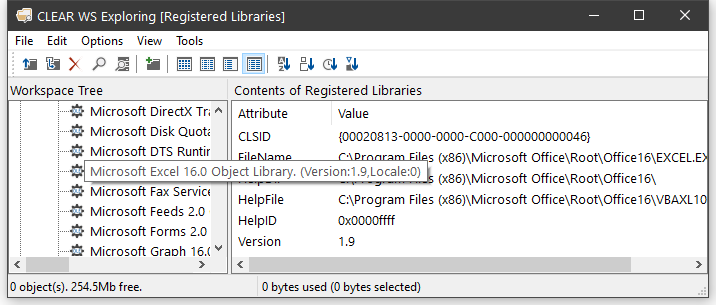 CLEAR WS Exploring [Registered Libraries]
File Edit Options View Tools
Workspace Tree
Contents of Registered Libraries
Microsoft DirectX Tra
Microsoft Disk Quota
Microsoft DTS Runtin
Microsoft Excel 16.0 Object Library. (Version:1.9,Locale:0)
Microsoft Fax Service
Microsoft Feeds 2.0
Microsoft Forms 2.0
Microsoft Graph 16.0
Attribute Value
CLSID {00020813-0000-0000-C000-000000000046}
FileName C:\Program Files (x86)\Microsoft Office\Root\Office16\EXCEL.EX
C:\Program Files (x86)\Microsoft Office\Root\Office16\
HelpFile C:\Program Files (x86)\Microsoft Office\Root\Office16\VBAXL10
HelpID 0x0000ffff
Version 1.9
0 object(s). 254.5Mb free.
0 bytes used (0 bytes selected)